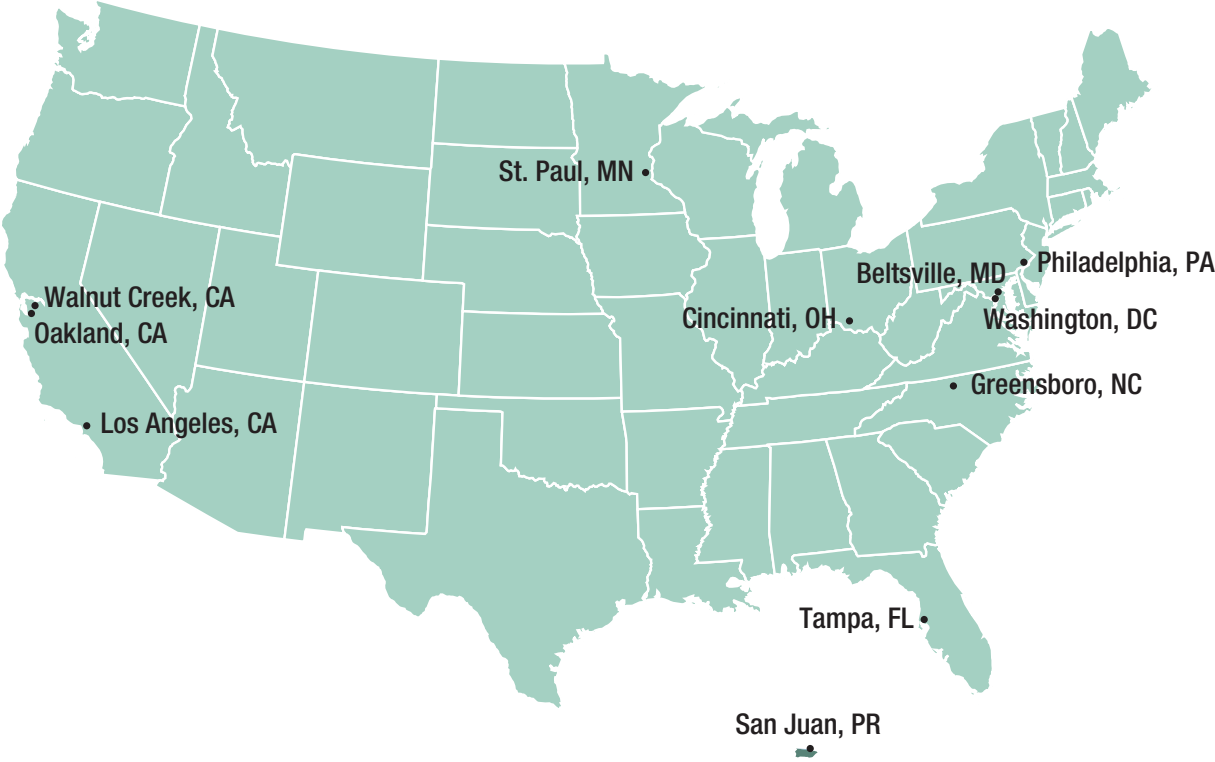 St. Paul, MN
Philadelphia, PA
Beltsville, MD
Walnut Creek, CA
Cincinnati, OH
Washington, DC
Oakland, CA
Greensboro, NC
Los Angeles, CA
Tampa, FL
San Juan, PR